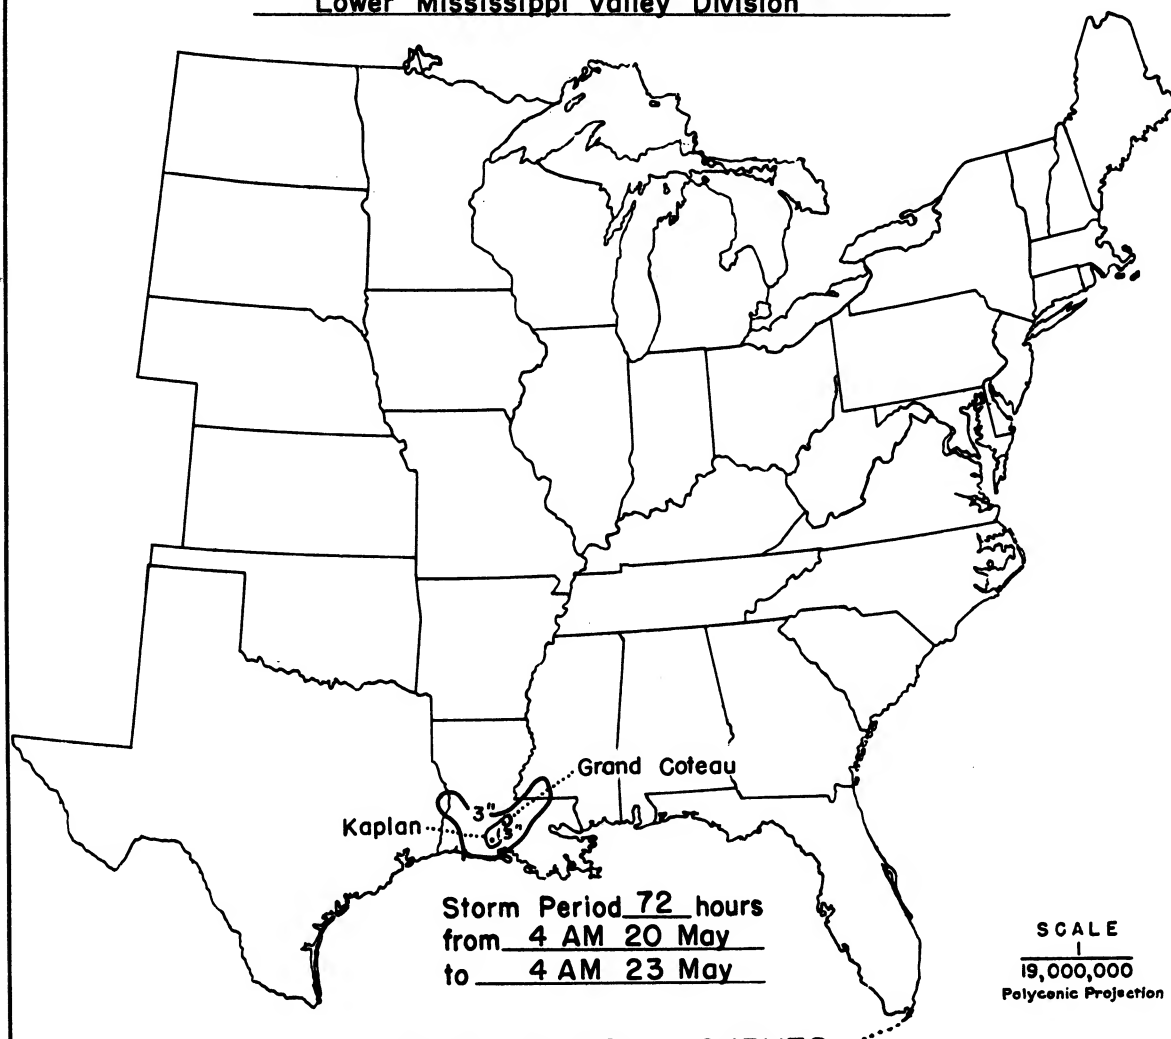 Lower Mississippi Valley Division
Grand Coteau
3"
Kaplan
Storm Period 72 hours
from 4 AM 20 May
to 4 AM 23 May
SCALE
1
19,000,000
Polyconic Projection